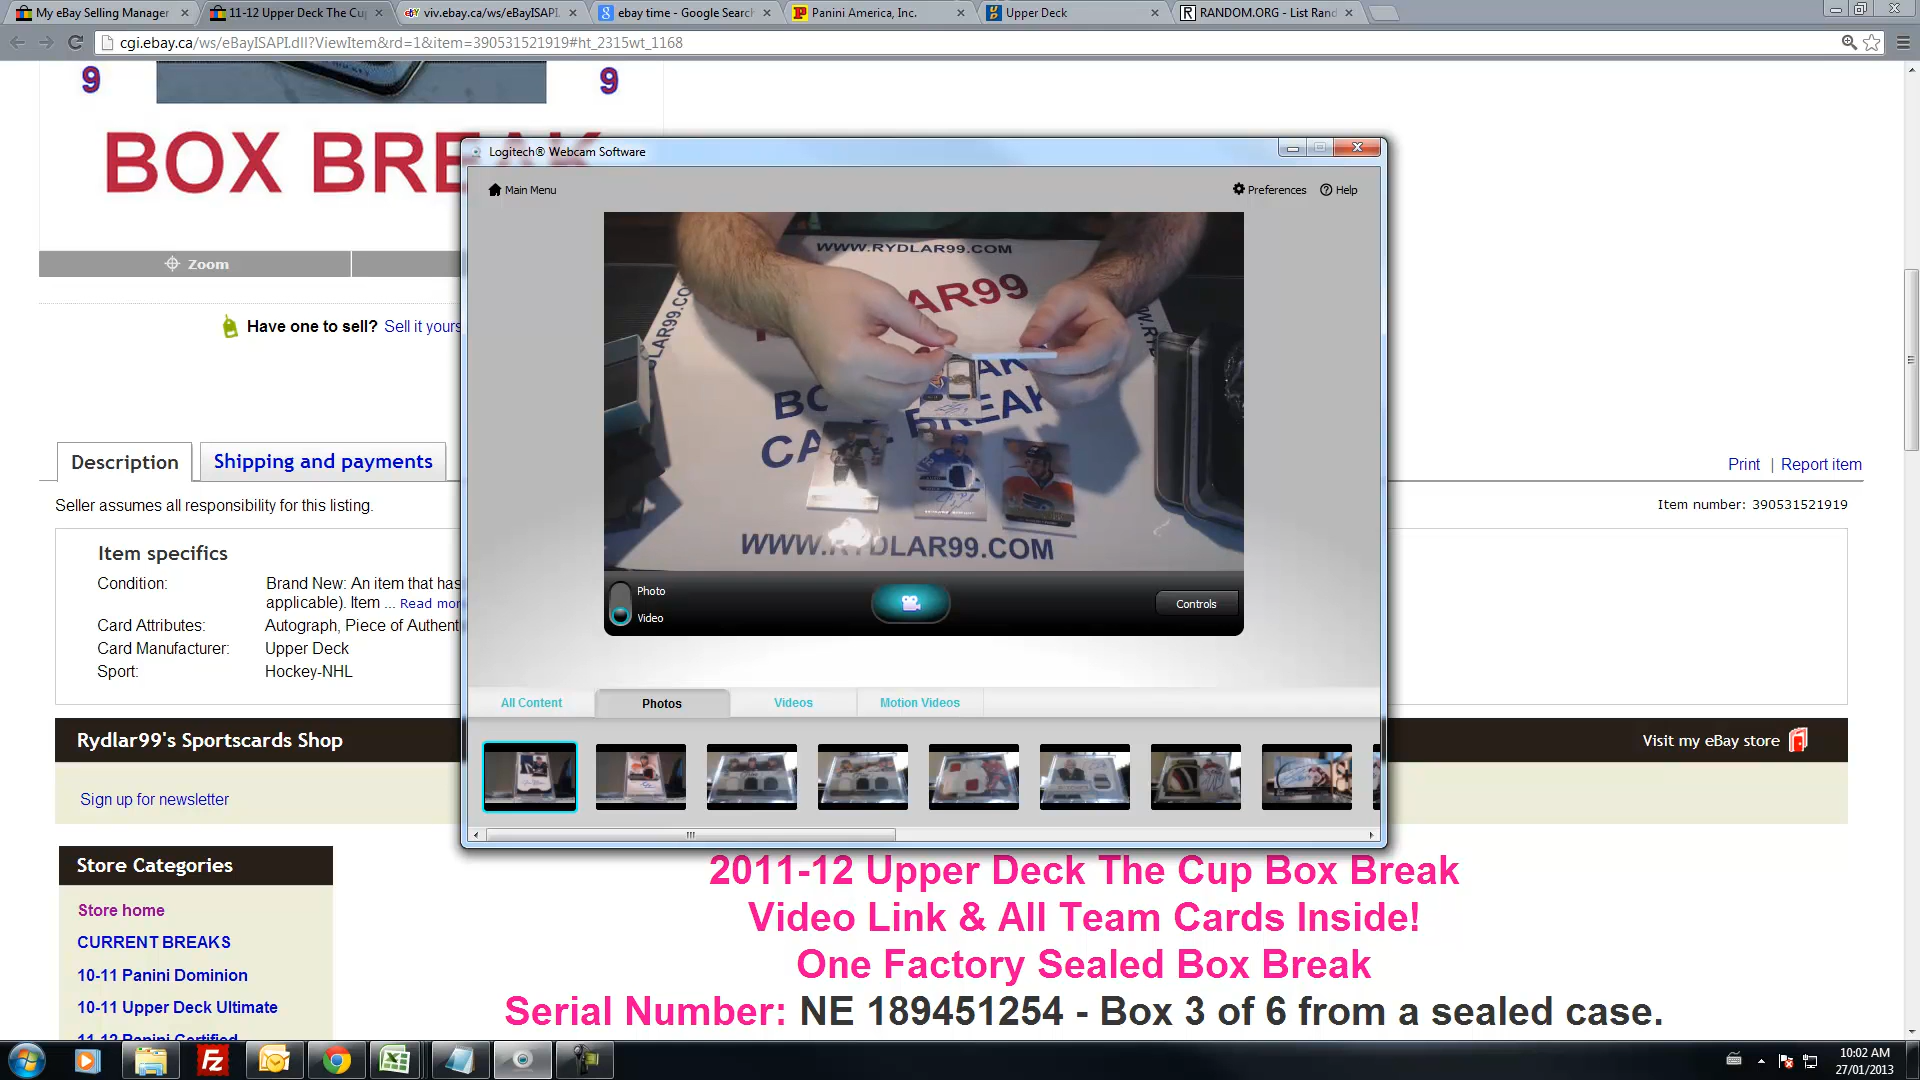 My eBay Selling Manager
11-12 Upper Deck The Cup
viv.ebay.ca/ws/eBayISAPI.
ebay time - Google Search
Panini America, Inc.
Upper Deck
RANDOM.ORG - List Rand
cgi.ebay.ca/ws/eBayISAPI.dll?ViewItem&rd=1&item=390531521919#ht_2315wt_1168
9 9
BOX BREAK
Zoom
Have one to sell? Sell it yours
Description
Shipping and payments
Print | Report item
Seller assumes all responsibility for this listing.
Item number: 390531521919
Item specifics
Condition: Brand New: An item that has
applicable). Item ... Read mor
Card Attributes: Autograph, Piece of Authent
Card Manufacturer: Upper Deck
Sport: Hockey-NHL
Rydlar99's Sportscards Shop
Visit my eBay store
Sign up for newsletter
Store Categories
Store home
CURRENT BREAKS
10-11 Panini Dominion
10-11 Upper Deck Ultimate
11-12 Panini Certified
Logitech® Webcam Software
Main Menu
Preferences
Help
WWW.RYDLAR99.COM
AR99
WWW.RYDLAR99.COM
Photo
Video
Controls
All Content
Photos
Videos
Motion Videos
2011-12 Upper Deck The Cup Box Break
Video Link & All Team Cards Inside!
One Factory Sealed Box Break
Serial Number: NE 189451254 - Box 3 of 6 from a sealed case.
10:02 AM
27/01/2013